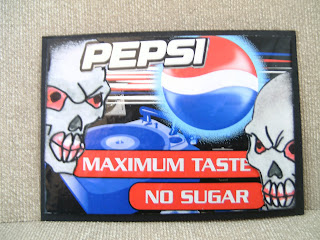 PEPSI
MAXIMUM TASTE
NO SUGAR